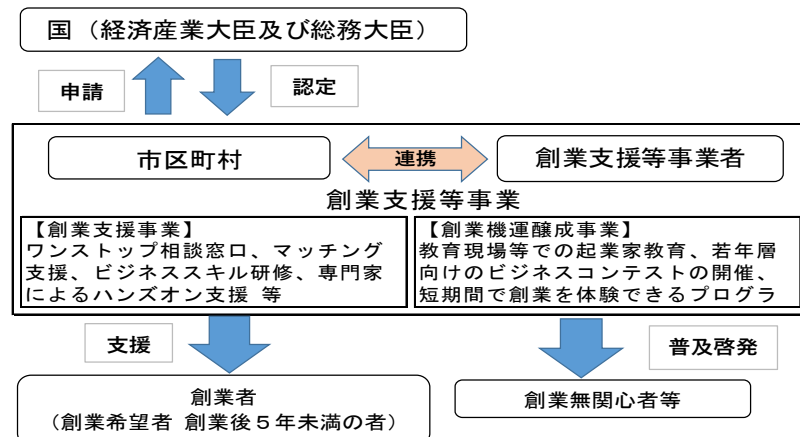 国（経済産業大臣及び総務大臣）
申請
認定
市区町村
連携
創業支援等事業者
創業支援等事業
【創業支援事業】
ワンストップ相談窓口、マッチング
支援、ビジネススキル研修、専門家
によるハンズオン支援 等
【創業機運醸成事業】
教育現場等での起業家教育、若年層
向けのビジネスコンテストの開催、
短期間で創業を体験できるプログラ
支援
普及啓発
創業者
（創業希望者 創業後５年未満の者）
創業無関心者等